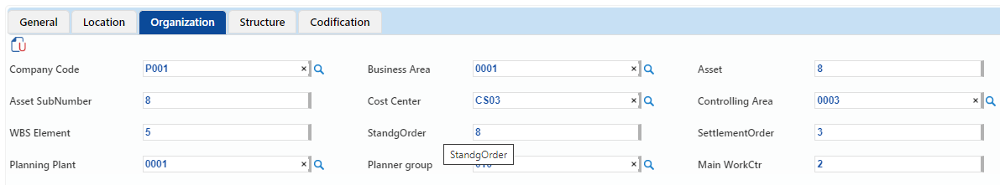 General Location Organization Structure Codification
Company Code P001 × Business Area 0001 × Asset 8
Asset SubNumber 8 Cost Center CS03 × Controlling Area 0003 ×
WBS Element 5 StandgOrder 8 SettlementOrder 3
StandgOrder
Planning Plant 0001 × Planner group × Main WorkCtr 2